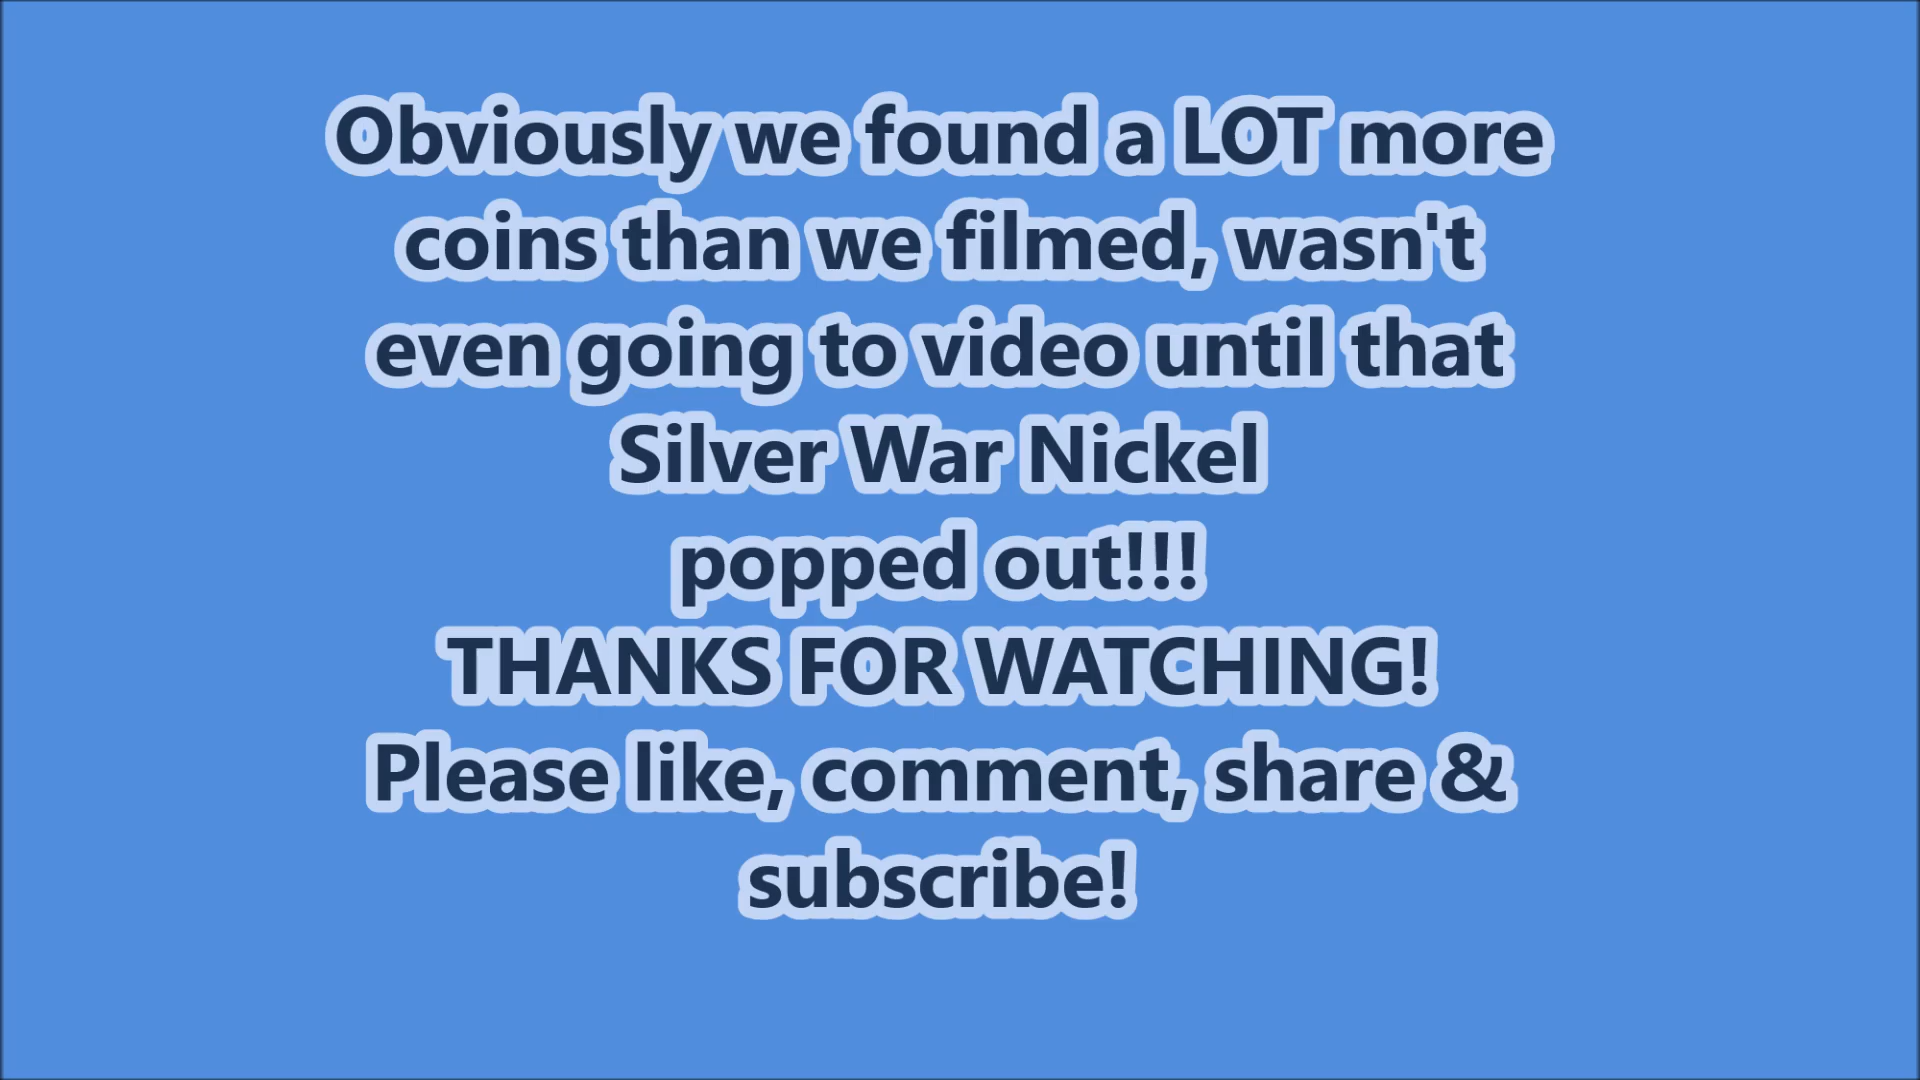 Obviously we found a LOT more
coins than we filmed, wasn't
even going to video until that
Silver War Nickel
popped out!!!
THANKS FOR WATCHING!
Please like, comment, share &
subscribe!